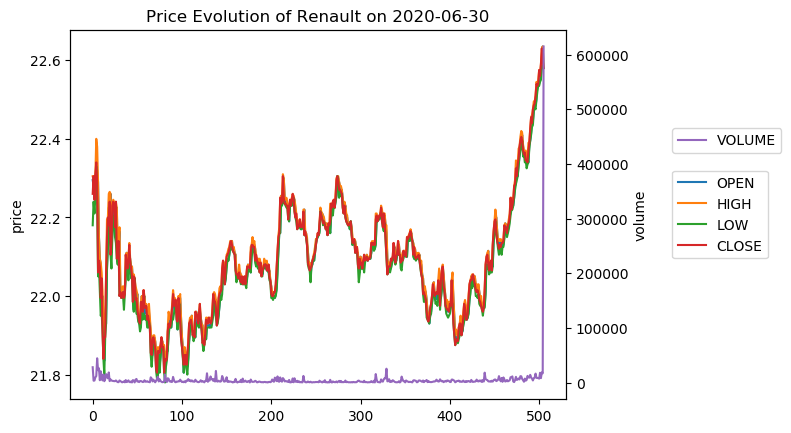 Price Evolution of Renault on 2020-06-30
price
22.6
22.4
22.2
22.0
21.8
0
100
200
300
400
500
600000
500000
400000
300000
200000
100000
0
volume
VOLUME
OPEN
HIGH
LOW
CLOSE